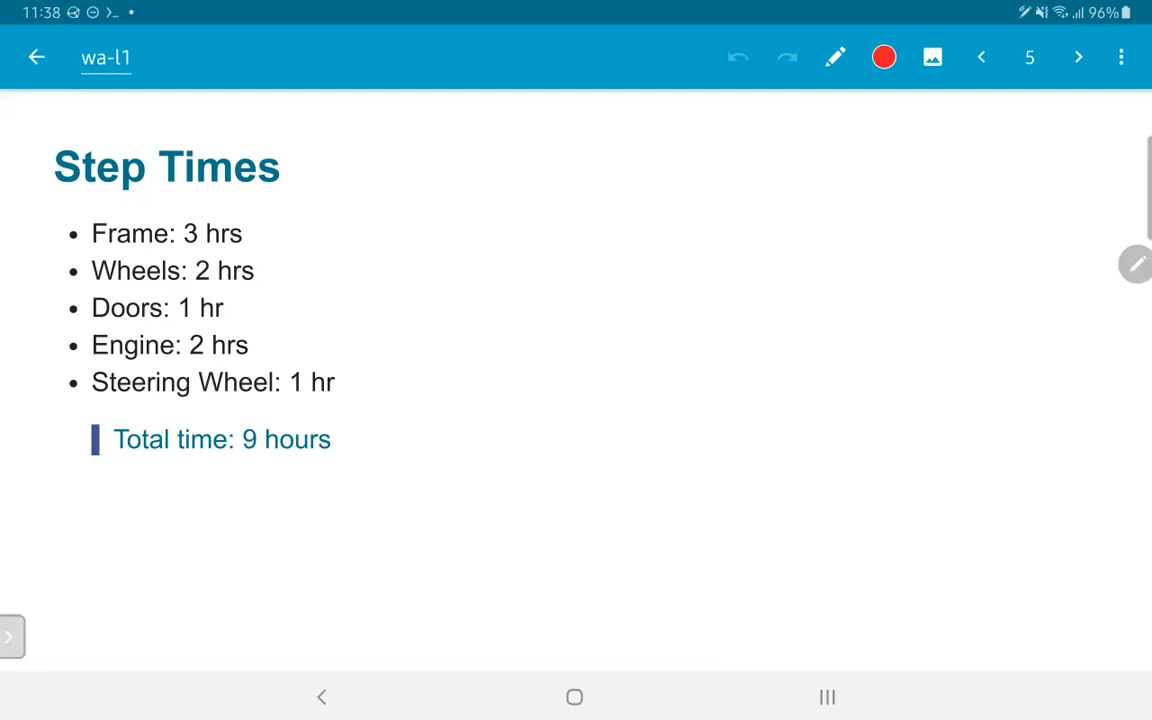 11:38
96%
wa-l1
5
Step Times
Frame: 3 hrs
Wheels: 2 hrs
Doors: 1 hr
Engine: 2 hrs
Steering Wheel: 1 hr
Total time: 9 hours